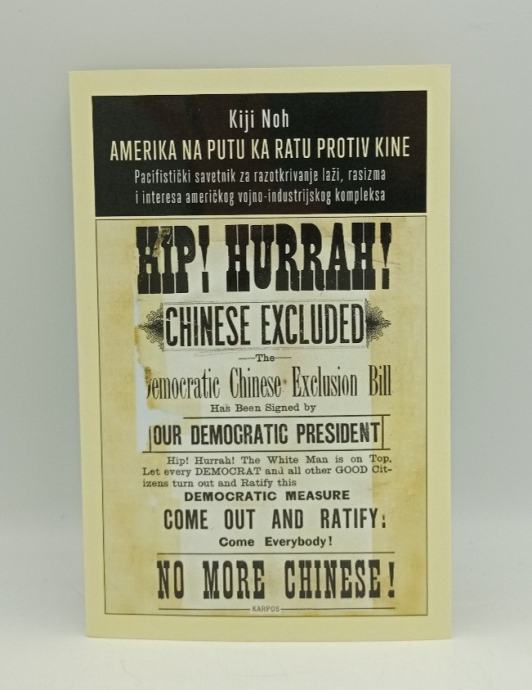 Kiji Noh
AMERIKA NA PUTU KA RATU PROTIV KINE
Pacifistički savetnik za razotkrivanje laži, rasizma
i interesa američkog vojno-industrijskog kompleksa
HIP! HURRAH!
CHINESE EXCLUDED
The
Democratic Chinese Exclusion Bill
Has Been Signed by
OUR DEMOCRATIC PRESIDENT
Hip! Hurrah! The White Man is on Top.
Let every DEMOCRAT and all other GOOD Cit-
izens turn out and Ratify this
DEMOCRATIC MEASURE
COME OUT AND RATIFY:
Come Everybody!
NO MORE CHINESE!
KARPOS